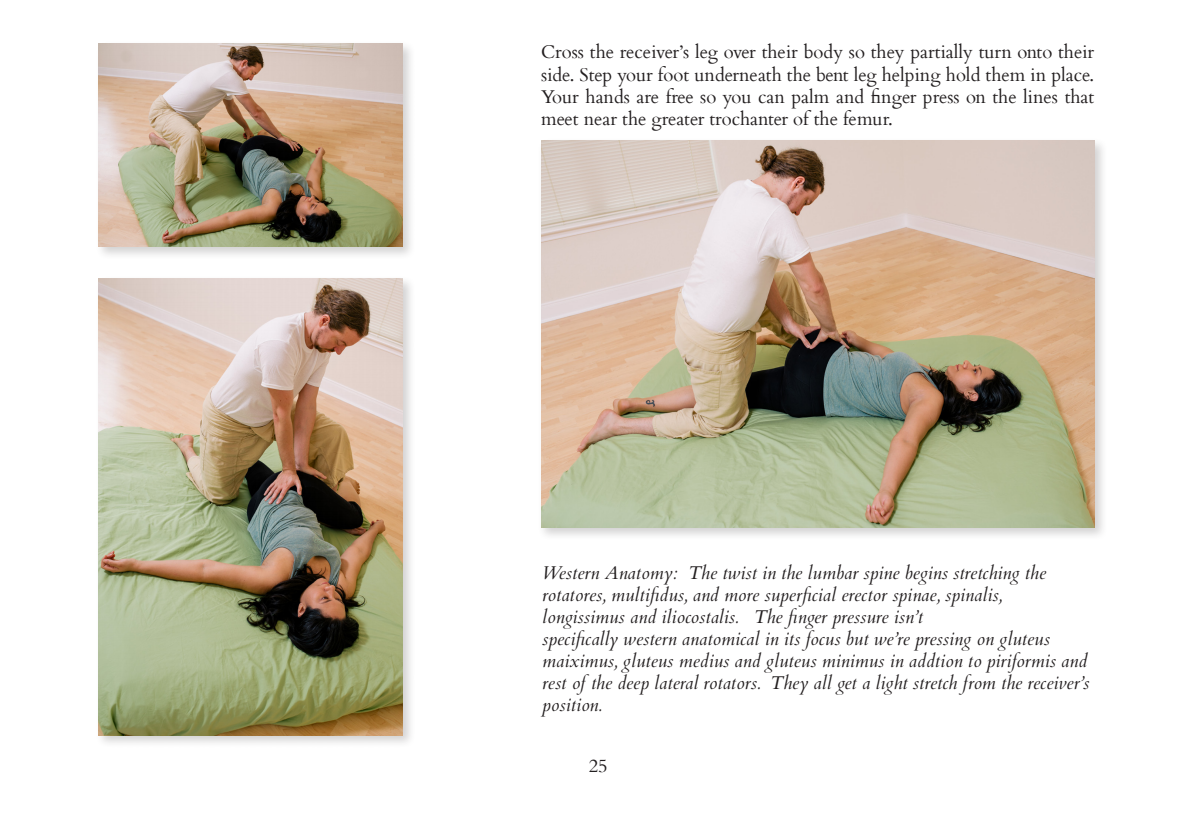 Cross the receiver’s leg over their body so they partially turn onto their
side. Step your foot underneath the bent leg helping hold them in place.
Your hands are free so you can palm and finger press on the lines that
meet near the greater trochanter of the femur.
Western Anatomy:  The twist in the lumbar spine begins stretching the
rotatores, multifidus, and more superficial erector spinae, spinalis,
longissimus and iliocostalis.   The finger pressure isn’t
specifically western anatomical in its focus but we’re pressing on gluteus
maiximus, gluteus medius and gluteus minimus in addtion to piriformis and
rest of the deep lateral rotators.  They all get a light stretch from the receiver’s
position.
25